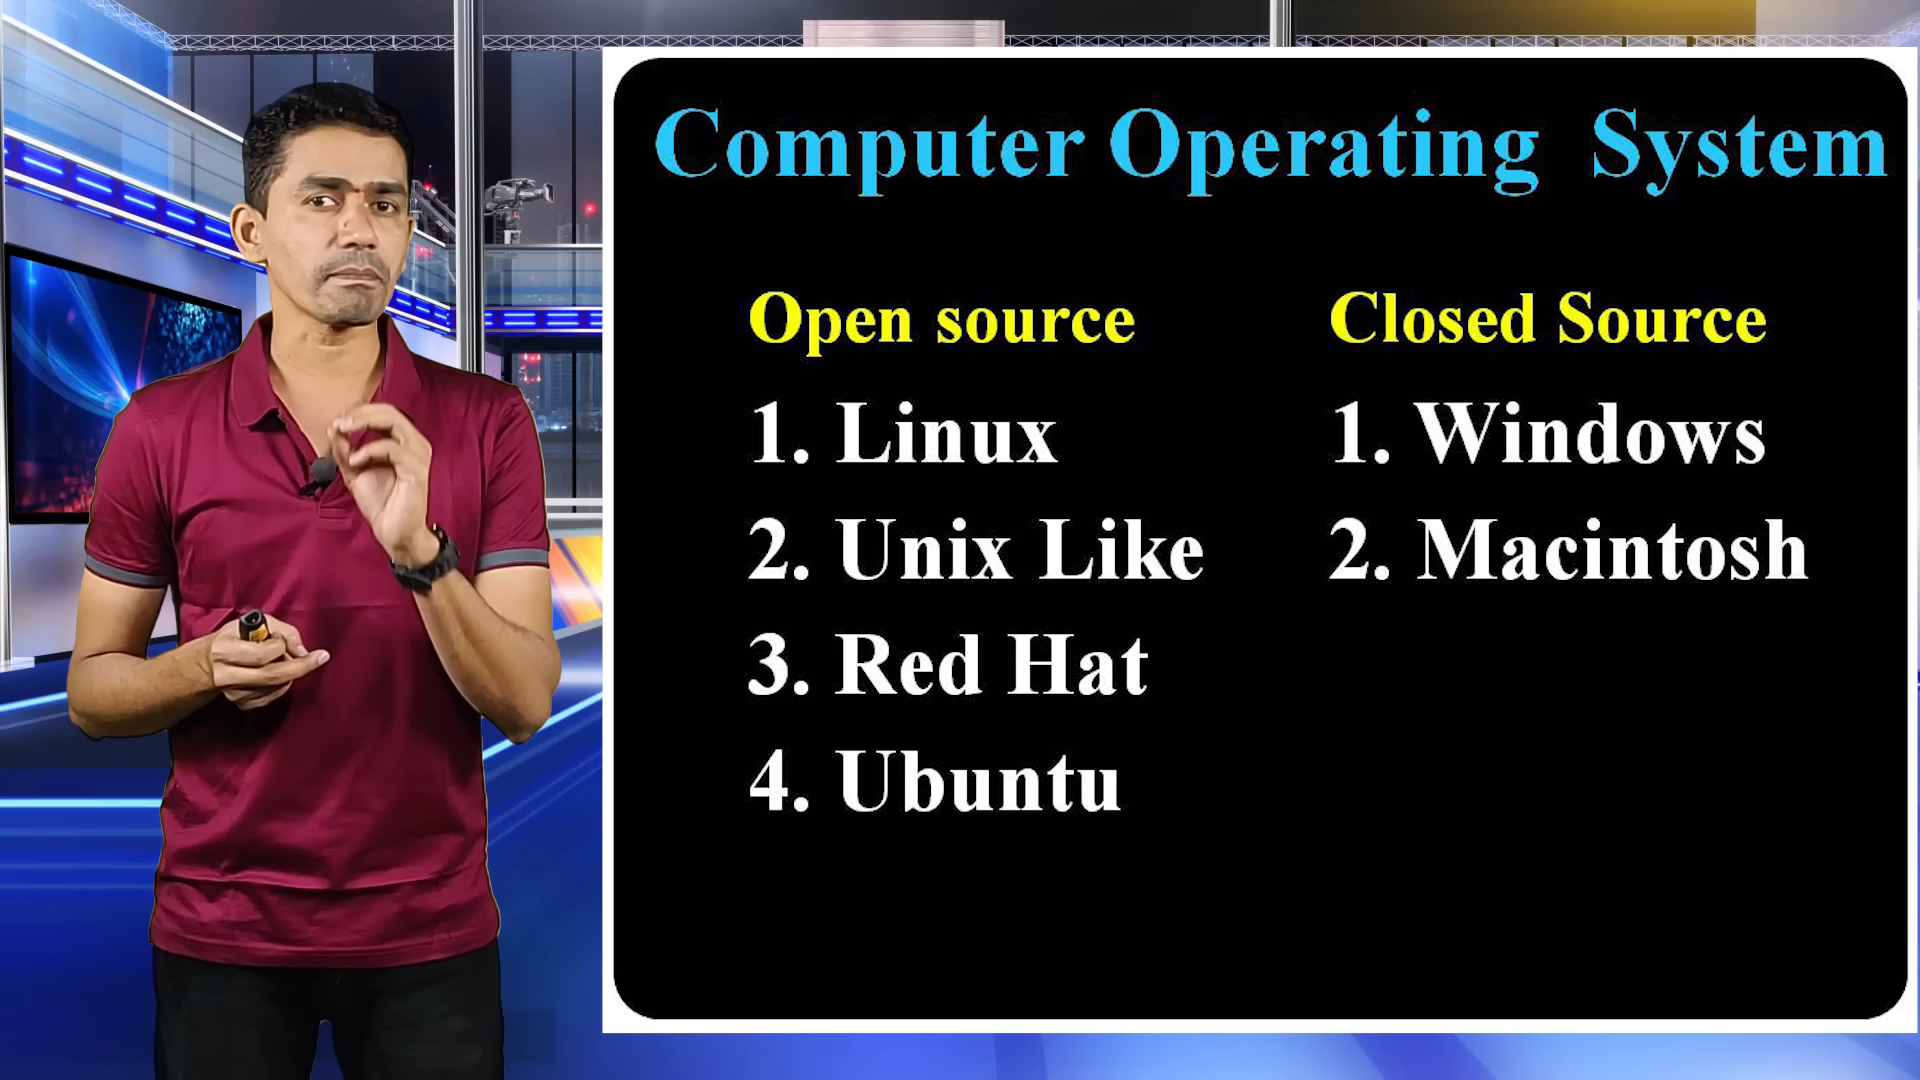 Computer Operating System
Open source
1. Linux
2. Unix Like
3. Red Hat
4. Ubuntu
Closed Source
1. Windows
2. Macintosh